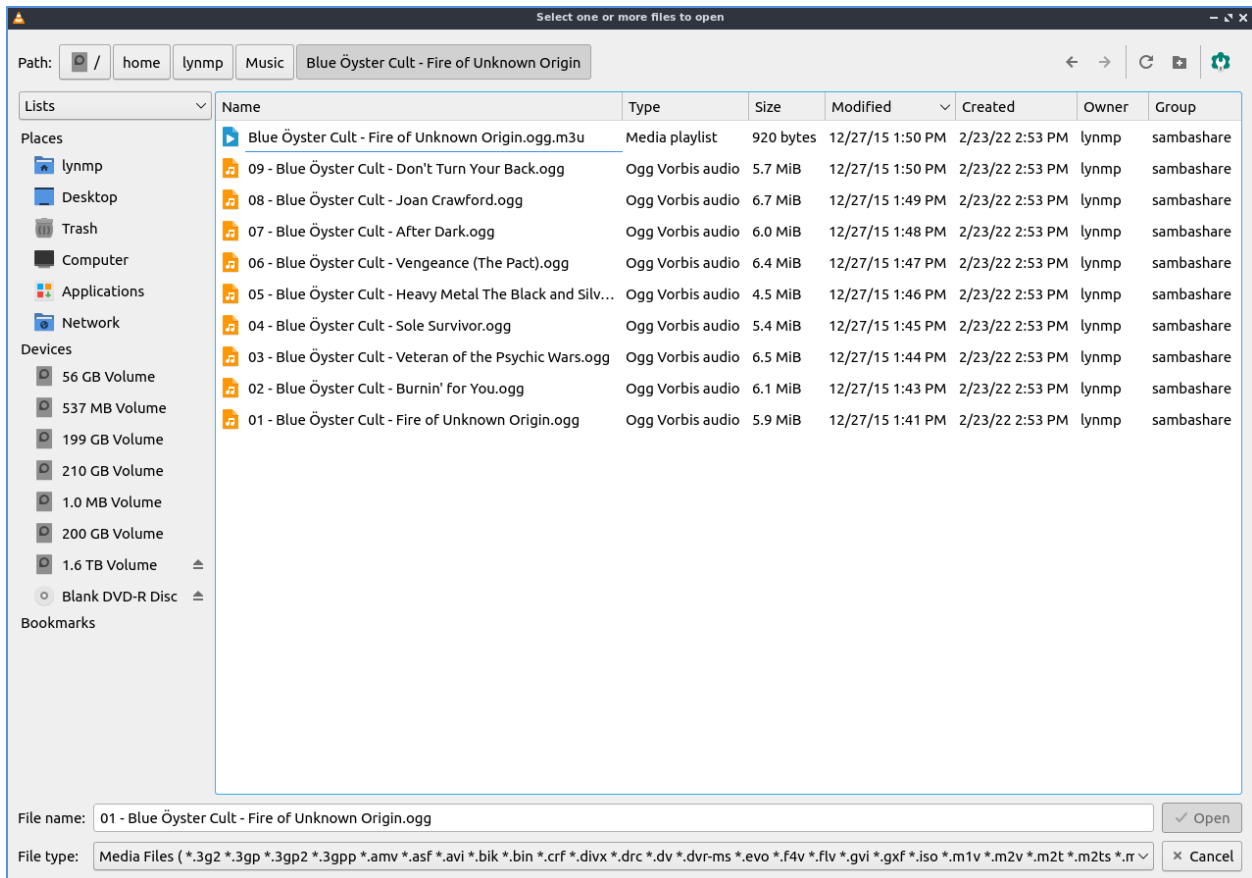 Select one or more files to open
Path: / home lynmp Music Blue Öyster Cult - Fire of Unknown Origin
Lists
Places
lynmp
Desktop
Trash
Computer
Applications
Network
Devices
56 GB Volume
537 MB Volume
199 GB Volume
210 GB Volume
1.0 MB Volume
200 GB Volume
1.6 TB Volume
Blank DVD-R Disc
Bookmarks
Name Type Size Modified Created Owner Group
Blue Öyster Cult - Fire of Unknown Origin.ogg.m3u Media playlist 920 bytes 12/27/15 1:50 PM 2/23/22 2:53 PM lynmp sambashare
09 - Blue Öyster Cult - Don't Turn Your Back.ogg Ogg Vorbis audio 5.7 MiB 12/27/15 1:50 PM 2/23/22 2:53 PM lynmp sambashare
08 - Blue Öyster Cult - Joan Crawford.ogg Ogg Vorbis audio 6.7 MiB 12/27/15 1:49 PM 2/23/22 2:53 PM lynmp sambashare
07 - Blue Öyster Cult - After Dark.ogg Ogg Vorbis audio 6.0 MiB 12/27/15 1:48 PM 2/23/22 2:53 PM lynmp sambashare
06 - Blue Öyster Cult - Vengeance (The Pact).ogg Ogg Vorbis audio 6.4 MiB 12/27/15 1:47 PM 2/23/22 2:53 PM lynmp sambashare
05 - Blue Öyster Cult - Heavy Metal The Black and Silv... Ogg Vorbis audio 4.5 MiB 12/27/15 1:46 PM 2/23/22 2:53 PM lynmp sambashare
04 - Blue Öyster Cult - Sole Survivor.ogg Ogg Vorbis audio 5.4 MiB 12/27/15 1:45 PM 2/23/22 2:53 PM lynmp sambashare
03 - Blue Öyster Cult - Veteran of the Psychic Wars.ogg Ogg Vorbis audio 6.5 MiB 12/27/15 1:44 PM 2/23/22 2:53 PM lynmp sambashare
02 - Blue Öyster Cult - Burnin' for You.ogg Ogg Vorbis audio 6.1 MiB 12/27/15 1:43 PM 2/23/22 2:53 PM lynmp sambashare
01 - Blue Öyster Cult - Fire of Unknown Origin.ogg Ogg Vorbis audio 5.9 MiB 12/27/15 1:41 PM 2/23/22 2:53 PM lynmp sambashare
File name: 01 - Blue Öyster Cult - Fire of Unknown Origin.ogg Open
File type: Media Files ( *.3g2 *.3gp *.3gp2 *.3gpp *.amv *.asf *.avi *.bik *.bin *.crf *.divx *.drc *.dv *.dvr-ms *.evo *.f4v *.flv *.gvi *.gxf *.iso *.m1v *.m2v *.m2t *.m2ts Cancel